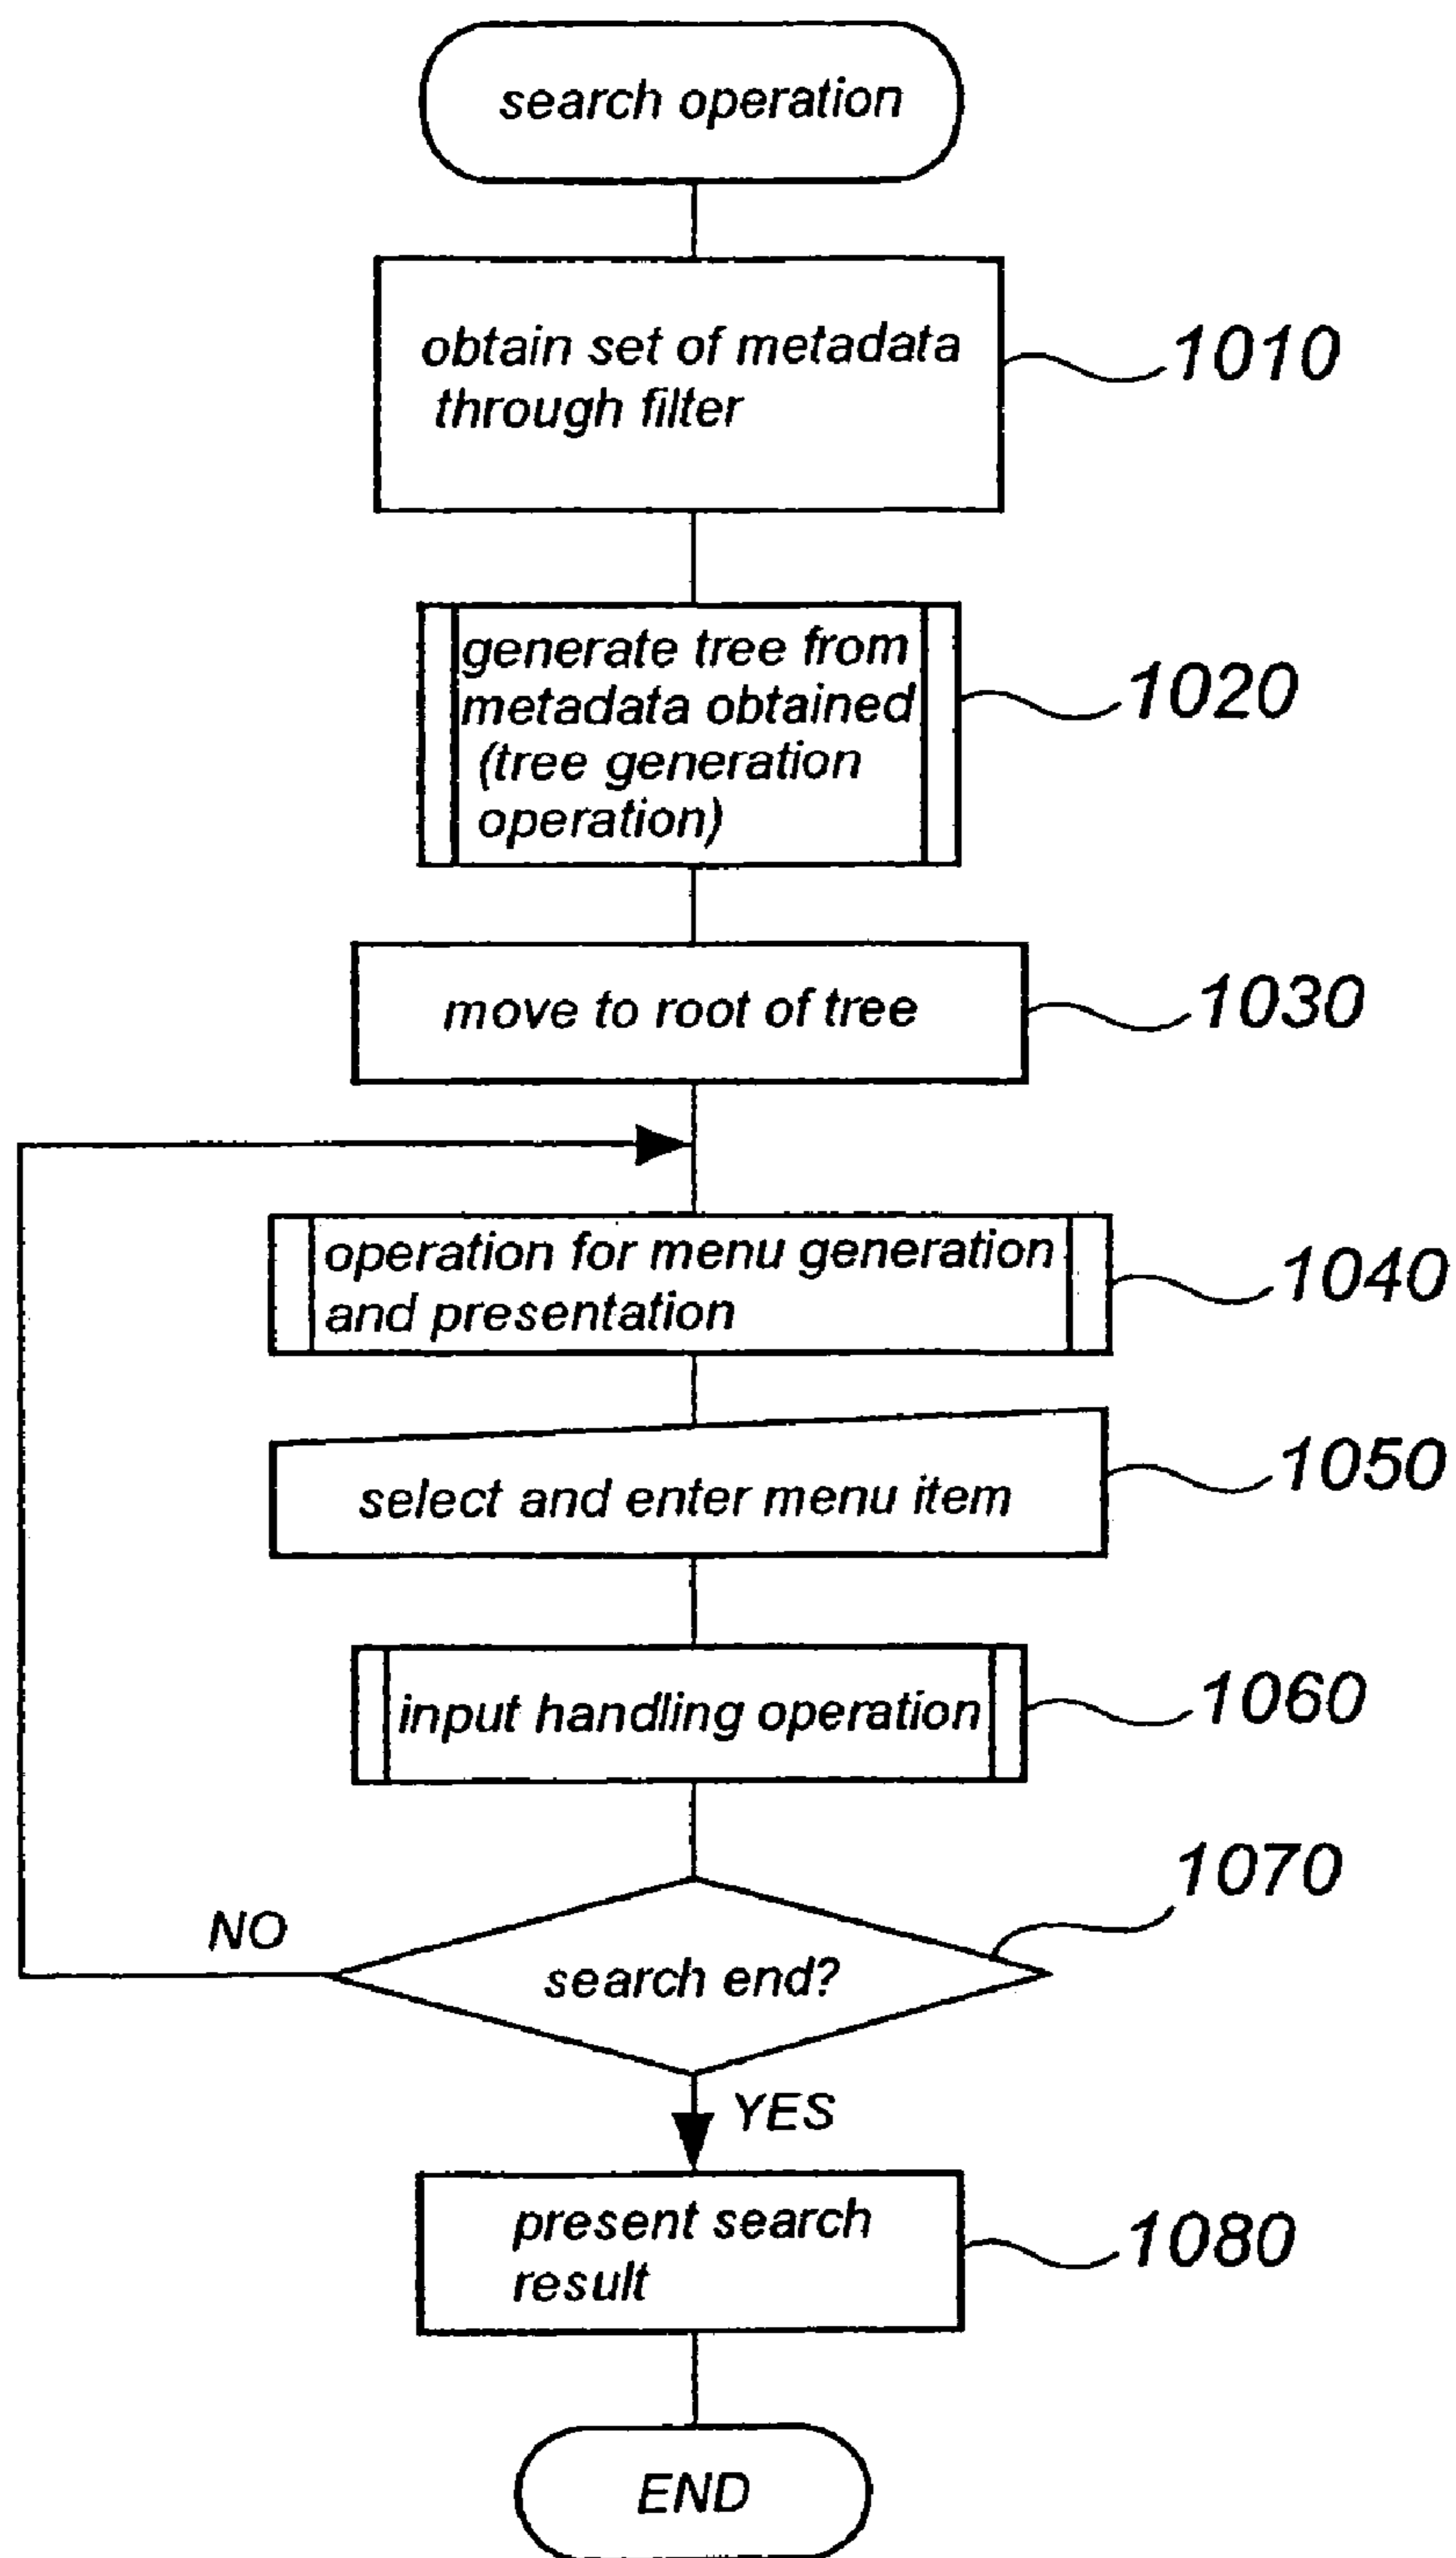 search operation
obtain set of metadata
through filter
1010
generate tree from
metadata obtained
(tree generation
operation)
1020
move to root of tree
1030
operation for menu generation
and presentation
1040
select and enter menu item
1050
input handling operation
1060
1070
NO
search end?
YES
present search
result
1080
END